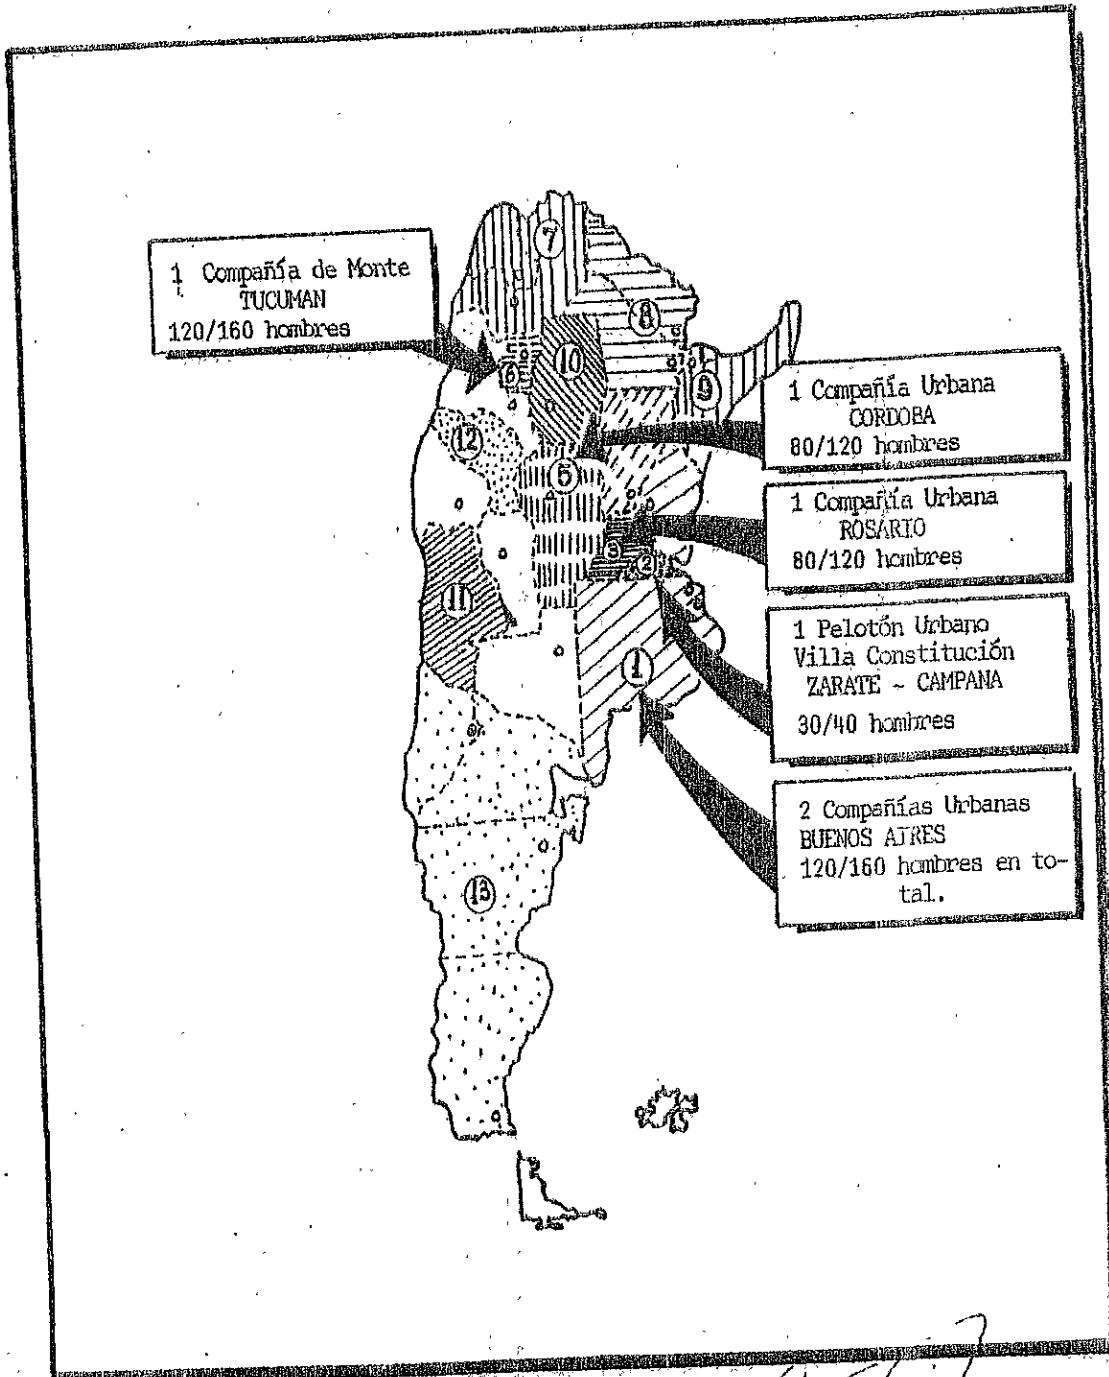 1 Compañía de Monte
TUCUMAN
120/160 hombres
7
8
10
6
9
12
5
3
2
11
1
13
1 Compañía Urbana
CORDOBA
80/120 hombres
1 Compañía Urbana
ROSARIO
80/120 hombres
1 Pelotón Urbano
Villa Constitución
ZARATE - CAMPANA
30/40 hombres
2 Compañías Urbanas
BUENOS AIRES
120/160 hombres en to-
tal.